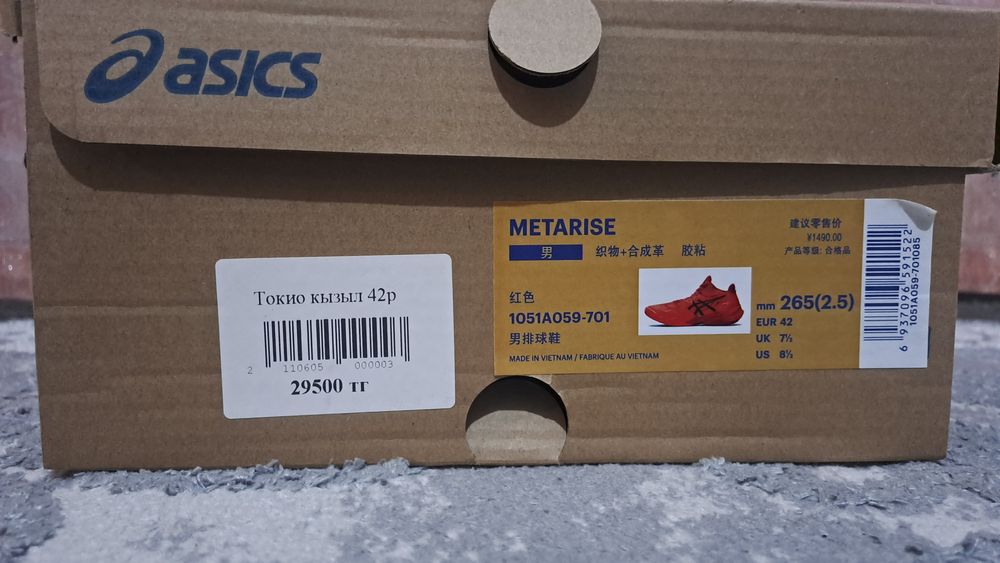 asics
Токио кызыл 42р
2 110605 000003
29500 тг
METARISE
男 织物+合成革 胶粘
建议零售价
¥1490.00
产品等级: 合格品
红色
1051A059-701
男排球鞋
MADE IN VIETNAM / FABRIQUE AU VIETNAM
mm 265(2.5)
EUR 42
UK 7½
US 8½
6 937096 591522
1051A059-701085